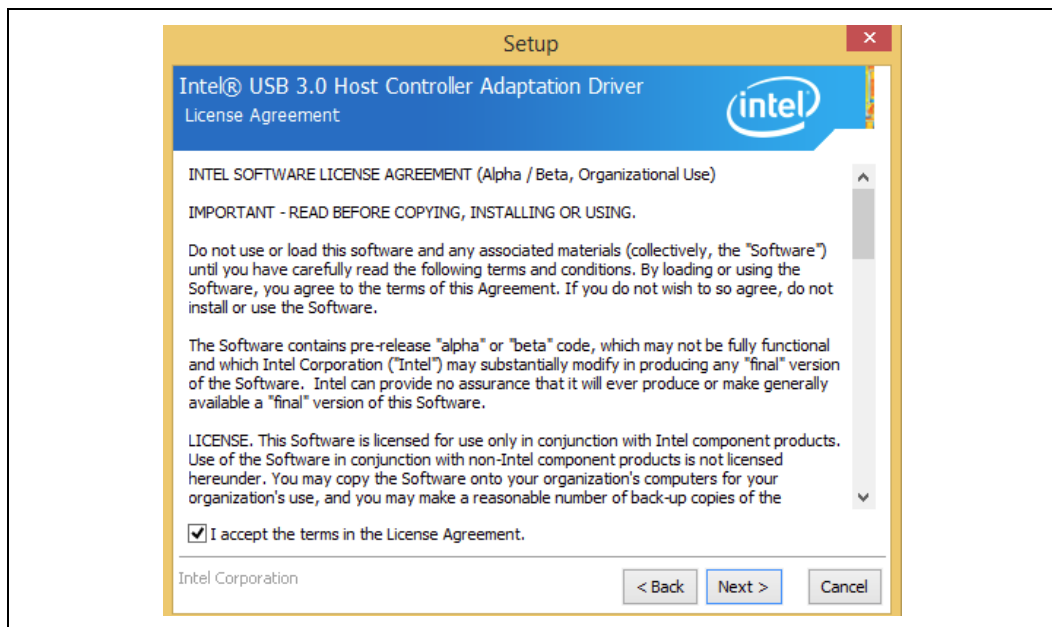 Setup
Intel® USB 3.0 Host Controller Adaptation Driver
License Agreement
intel
INTEL SOFTWARE LICENSE AGREEMENT (Alpha / Beta, Organizational Use)
IMPORTANT - READ BEFORE COPYING, INSTALLING OR USING.
Do not use or load this software and any associated materials (collectively, the "Software")
until you have carefully read the following terms and conditions. By loading or using the
Software, you agree to the terms of this Agreement. If you do not wish to so agree, do not
install or use the Software.
The Software contains pre-release "alpha" or "beta" code, which may not be fully functional
and which Intel Corporation ("Intel") may substantially modify in producing any "final" version
of the Software.  Intel can provide no assurance that it will ever produce or make generally
available a "final" version of this Software.
LICENSE. This Software is licensed for use only in conjunction with Intel component products.
Use of the Software in conjunction with non-Intel component products is not licensed
hereunder. You may copy the Software onto your organization's computers for your
organization's use, and you may make a reasonable number of back-up copies of the
I accept the terms in the License Agreement.
Intel Corporation
< Back Next > Cancel